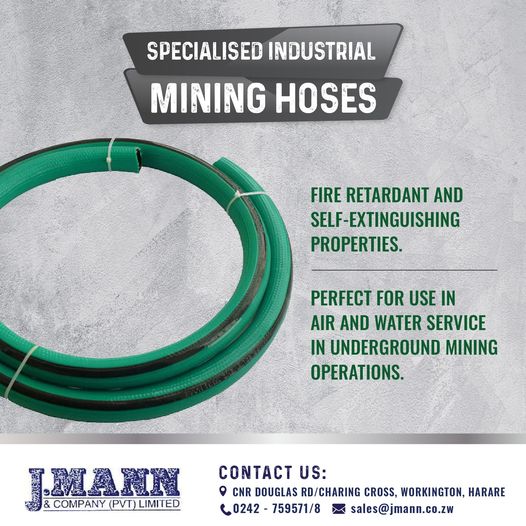 SPECIALISED INDUSTRIAL
MINING HOSES
FIRE RETARDANT AND
SELF-EXTINGUISHING
PROPERTIES.
PERFECT FOR USE IN
AIR AND WATER SERVICE
IN UNDERGROUND MINING
OPERATIONS.
J.MANN
& COMPANY (PVT) LIMITED
CONTACT US:
CNR DOUGLAS RD/CHARING CROSS, WORKINGTON, HARARE
0242 - 759571/8 sales@jmann.co.zw